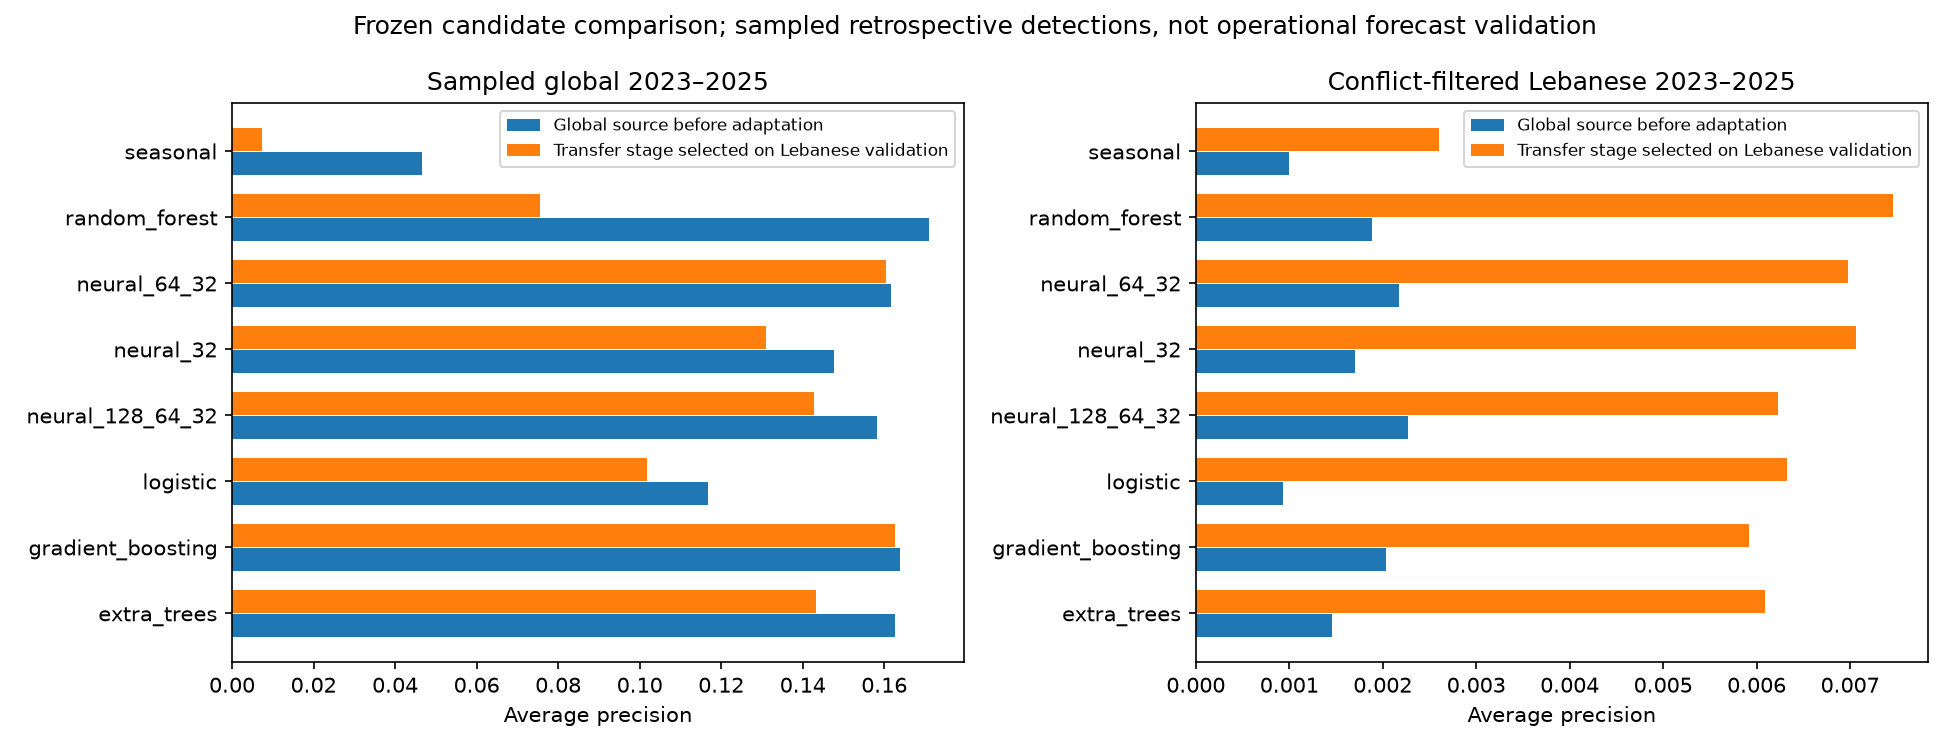 Frozen candidate comparison; sampled retrospective detections, not operational forecast validation
Sampled global 2023–2025
Global source before adaptation
Transfer stage selected on Lebanese validation
seasonal
random_forest
neural_64_32
neural_32
neural_128_64_32
logistic
gradient_boosting
extra_trees
0.00 0.02 0.04 0.06 0.08 0.10 0.12 0.14 0.16
Average precision
Conflict-filtered Lebanese 2023–2025
Global source before adaptation
Transfer stage selected on Lebanese validation
seasonal
random_forest
neural_64_32
neural_32
neural_128_64_32
logistic
gradient_boosting
extra_trees
0.000 0.001 0.002 0.003 0.004 0.005 0.006 0.007
Average precision